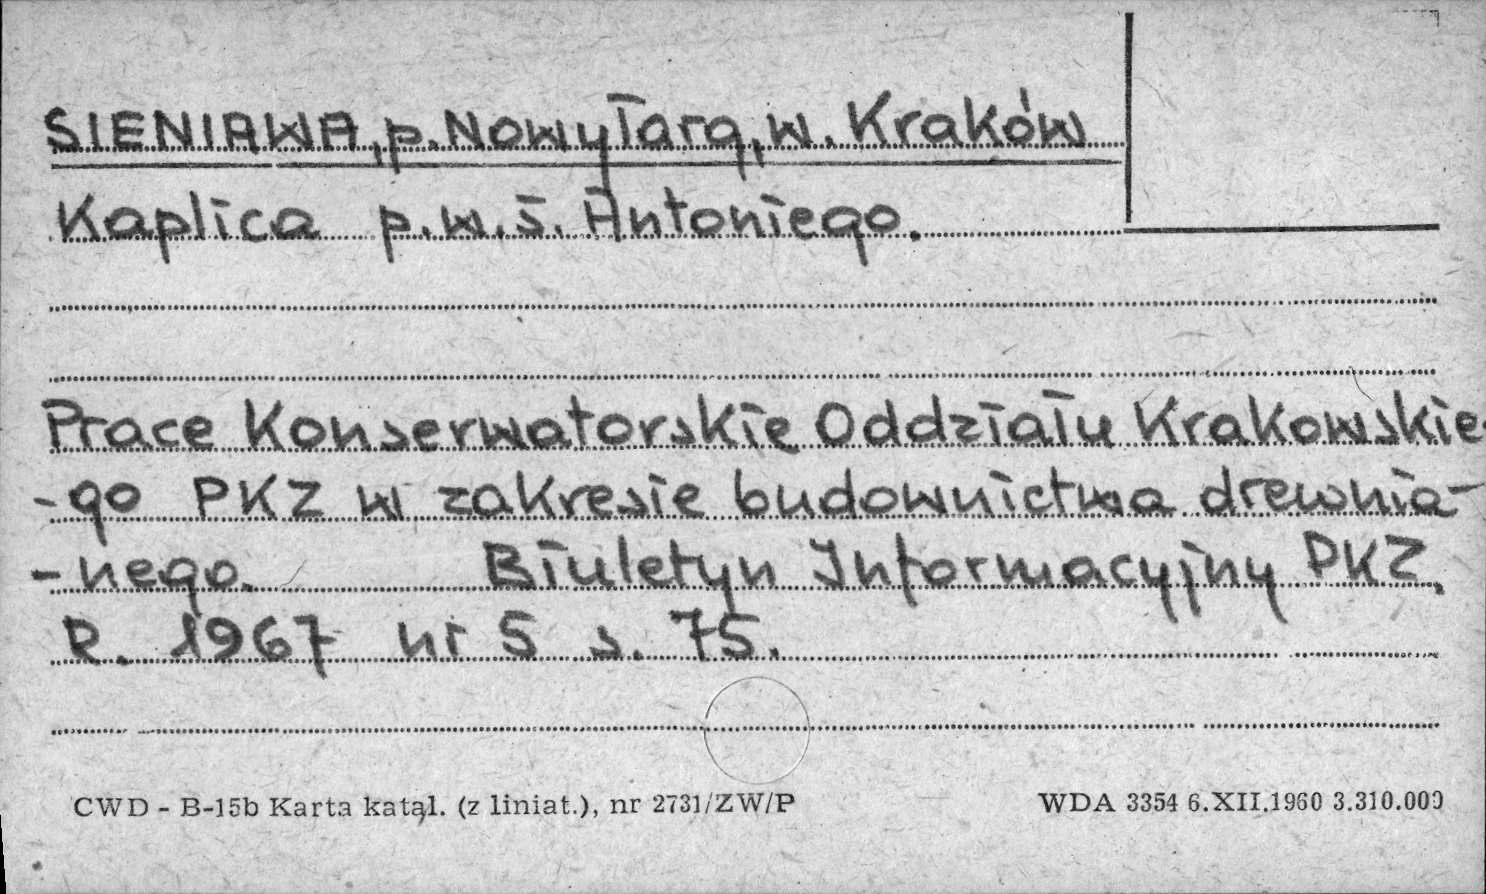 SIENIAWA, p. Nowy Targ, w. Kraków
Kaplica p.w. ś. Antoniego.
Prace Konserwatorskie Oddziału Krakowskie-
-go PKZ w zakresie budownictwa drewnia-
-nego. Biuletyn Informacyjny PKZ,
R. 1967 nr 5 s. 75.
CWD - B-15b Karta katal. (z liniat.), nr 2731/ZW/P
WDA 3354 6.XII.1960 3.310.000